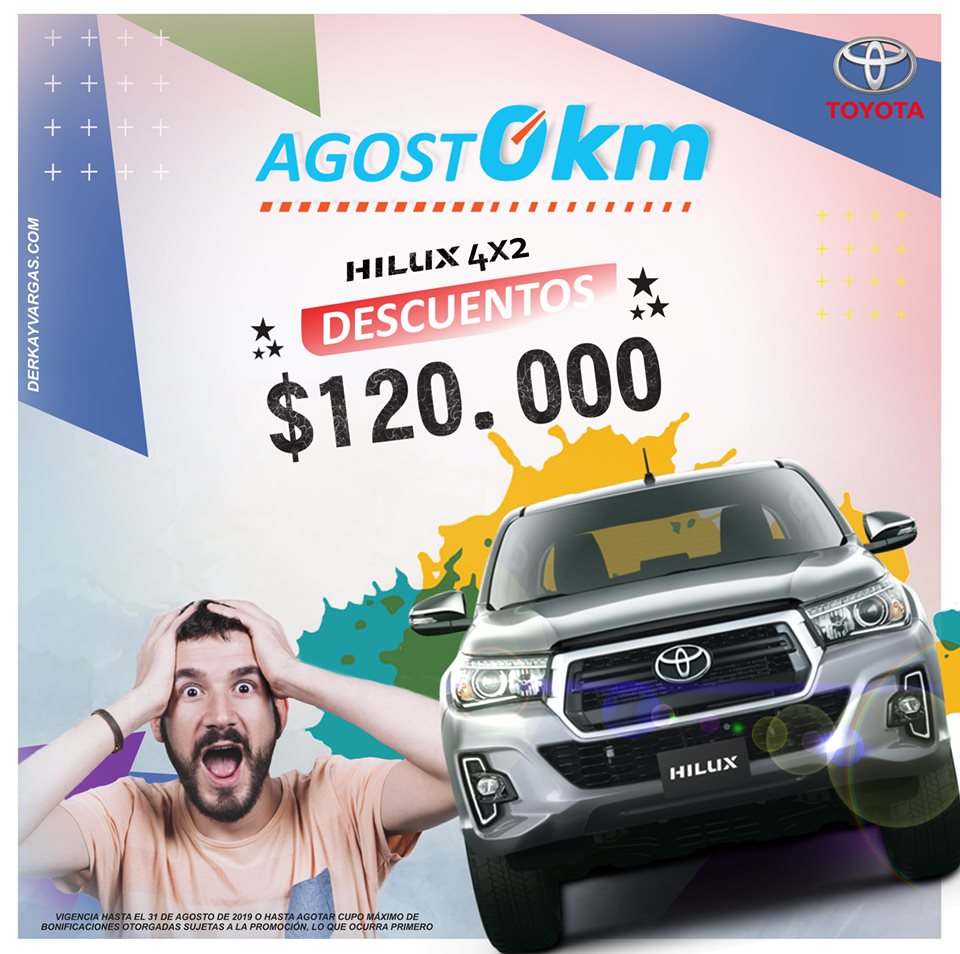 TOYOTA
AGOST0km
HILUX 4X2
DESCUENTOS
$120.000
DERKAYVARGAS.COM
HILUX
VIGENCIA HASTA EL 31 DE AGOSTO DE 2019 O HASTA AGOTAR CUPO MÁXIMO DE
BONIFICACIONES OTORGADAS SUJETAS A LA PROMOCIÓN, LO QUE OCURRA PRIMERO